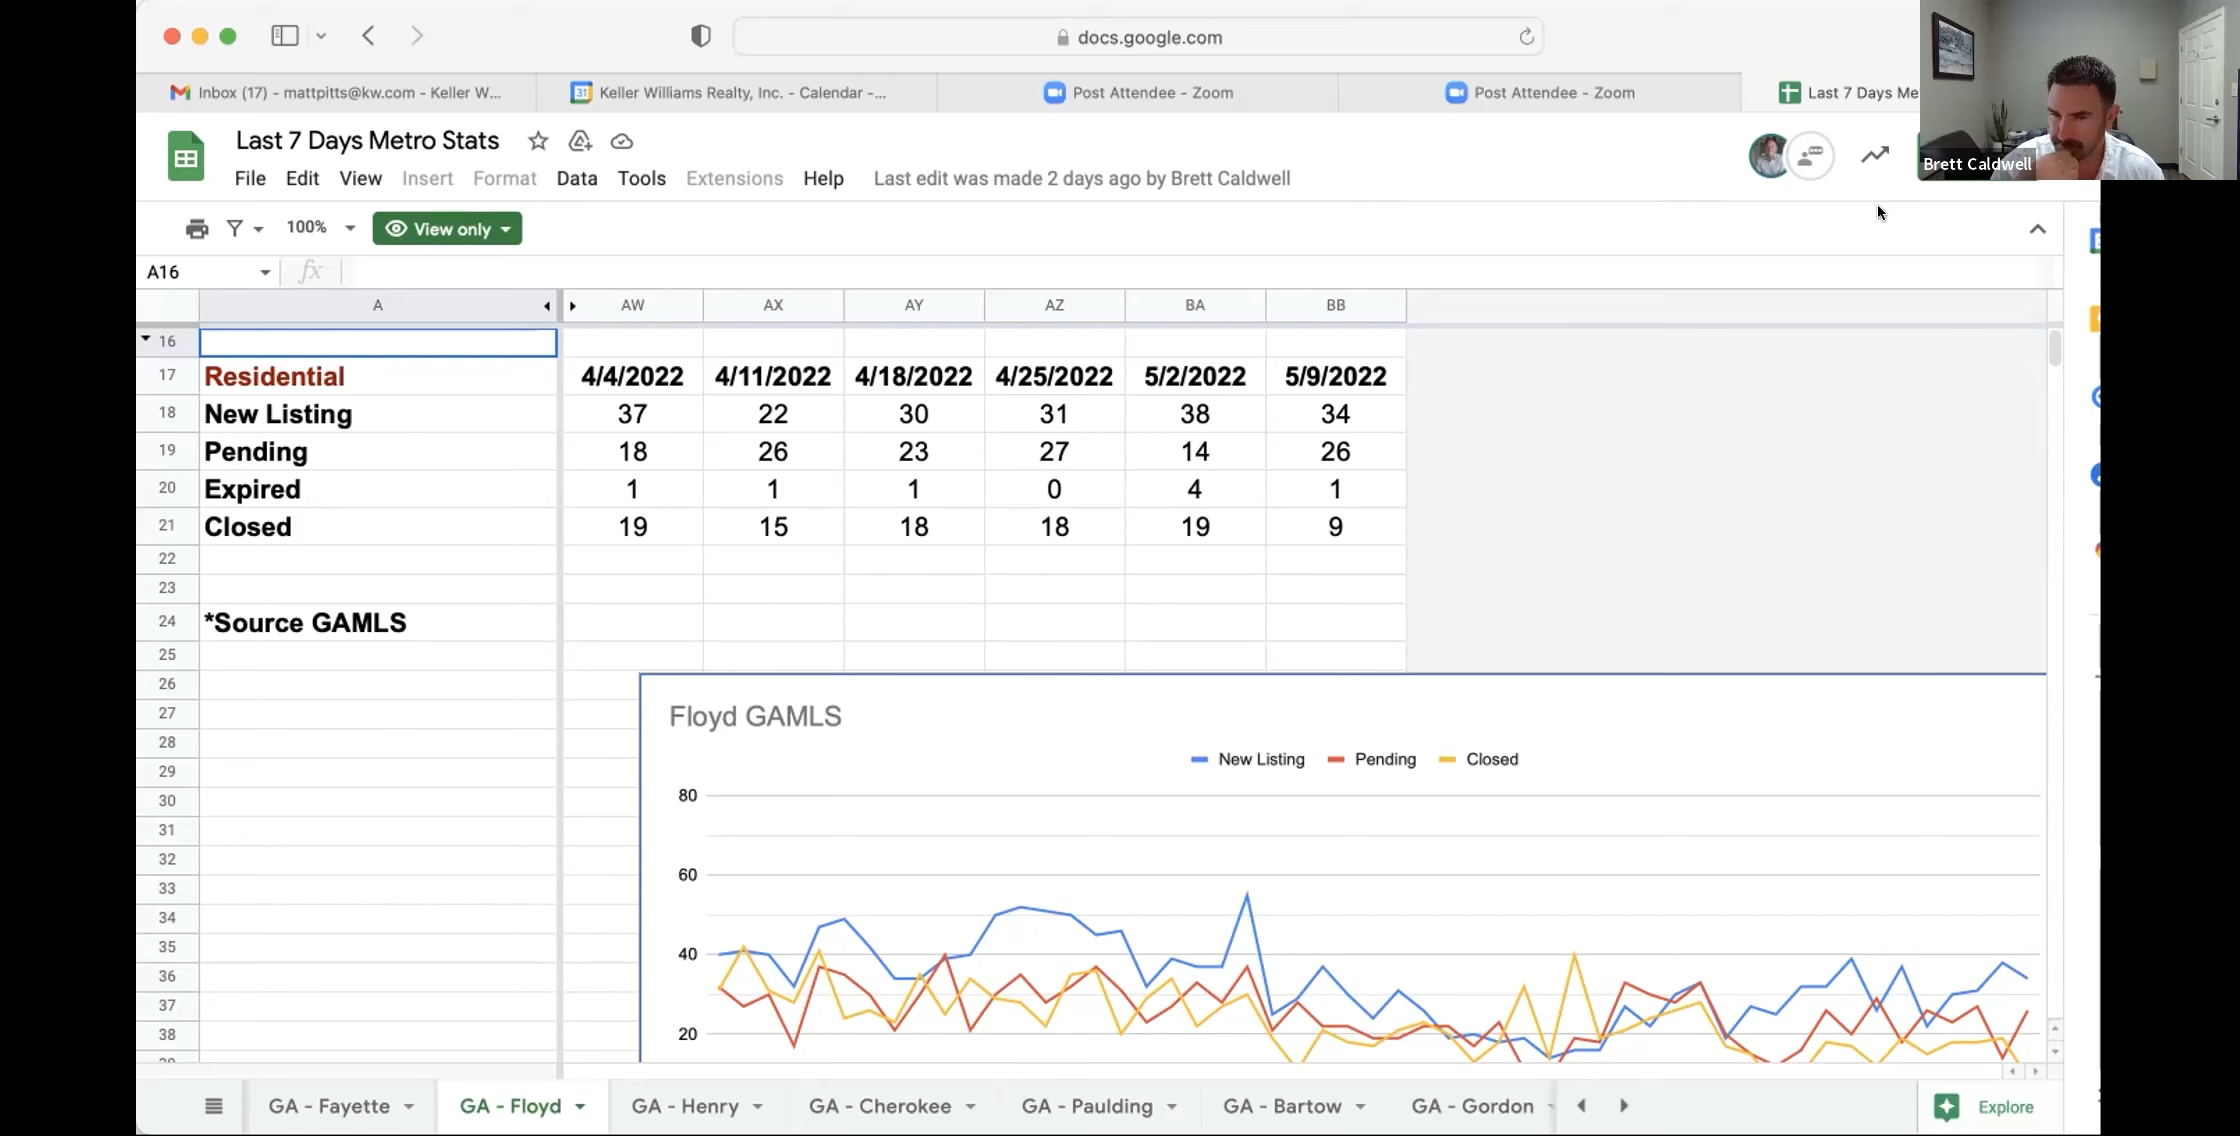 docs.google.com
Inbox (17) - mattpitts@kw.com - Keller W...
31
Keller Williams Realty, Inc. - Calendar -...
Post Attendee - Zoom
Post Attendee - Zoom
Last 7 Days Me
Last 7 Days Metro Stats
Brett Caldwell
File Edit View Insert Format Data Tools Extensions Help Last edit was made 2 days ago by Brett Caldwell
100% View only
A16 fx
A AW AX AY AZ BA BB
16
17 Residential 4/4/2022 4/11/2022 4/18/2022 4/25/2022 5/2/2022 5/9/2022
18 New Listing 37 22 30 31 38 34
19 Pending 18 26 23 27 14 26
20 Expired 1 1 1 0 4 1
21 Closed 19 15 18 18 19 9
22
23
24 *Source GAMLS
25
26
27
28
29
30
31
32
33
34
35
36
37
38
Floyd GAMLS
New Listing Pending Closed
80
60
40
20
GA - Fayette GA - Floyd GA - Henry GA - Cherokee GA - Paulding GA - Bartow GA - Gordon Explore